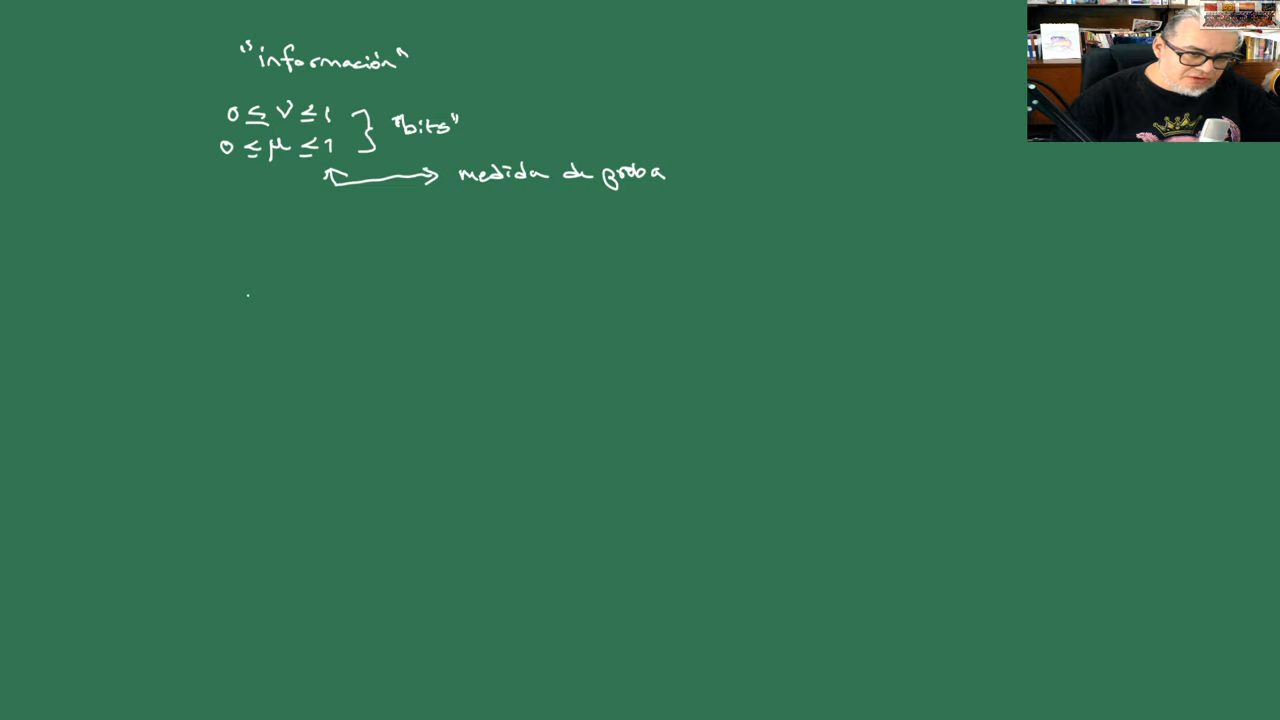 "información"
0 ≤ ν ≤ 1
"bits"
0 ≤ μ ≤ 1
medida de proba